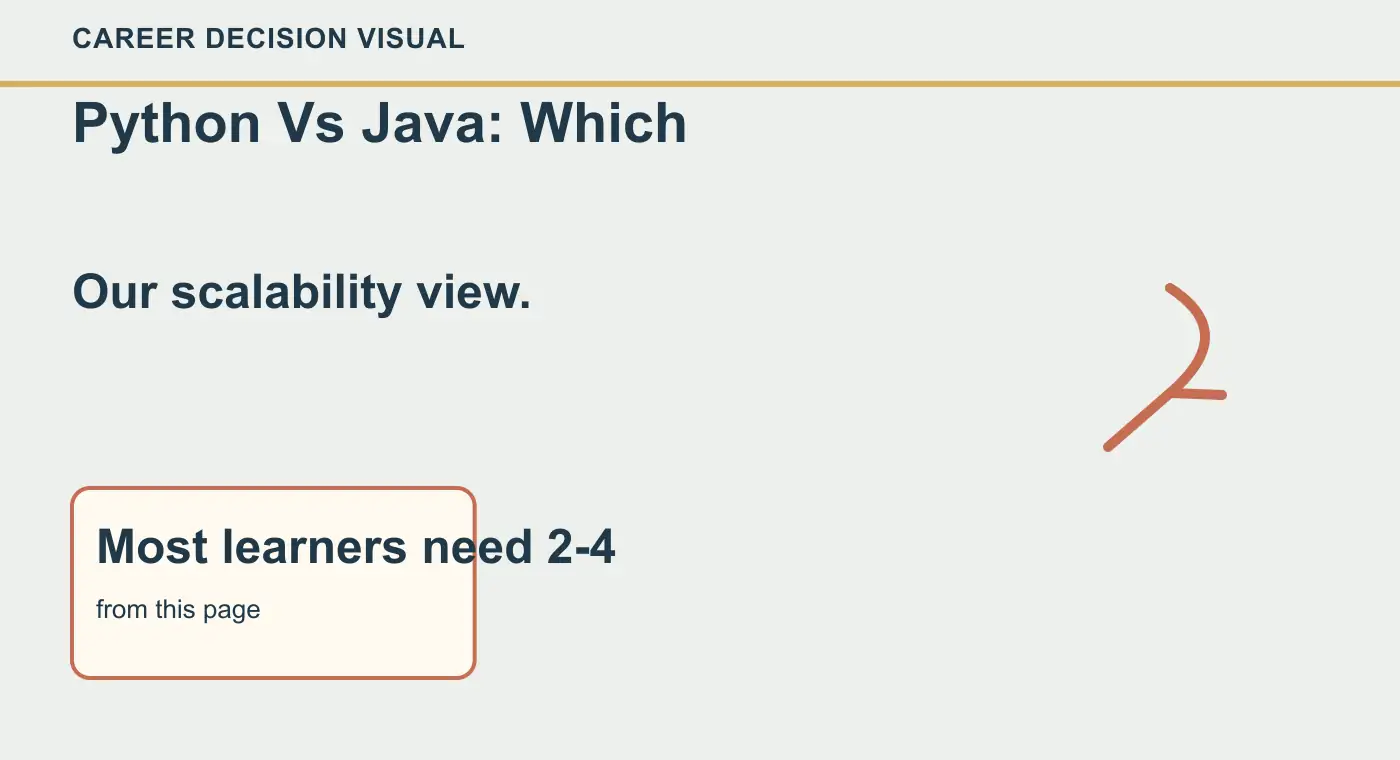 CAREER DECISION VISUAL
Python Vs Java: Which
Our scalability view.
Most learners need 2-4
from this page